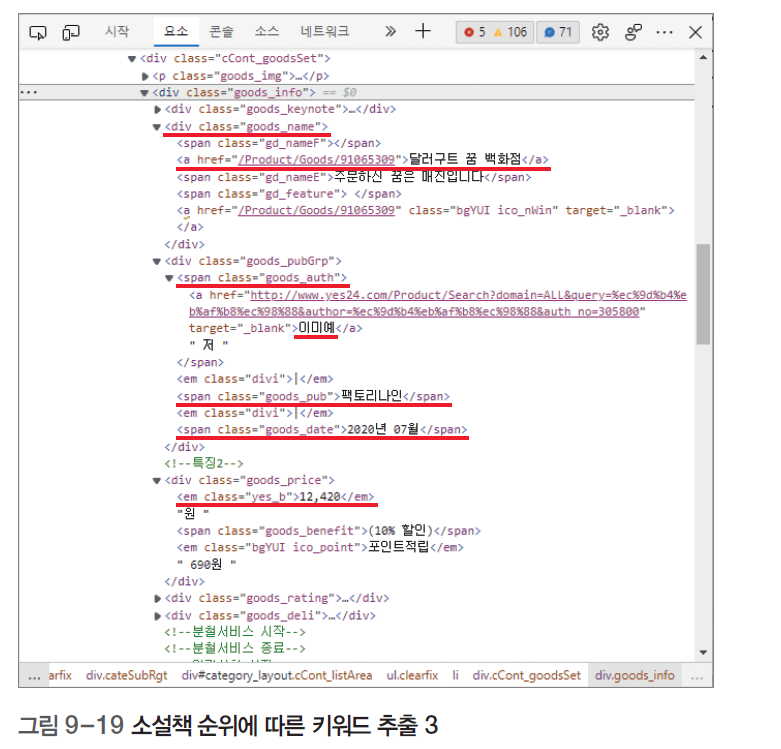 시작 요소 콘솔 소스 네트워크 » + 5 106 71 ··· ×
▼<div class="cCont_goodsSet">
▶<p class="goods_img">…</p>
··· ▼<div class="goods_info"> == $0
▶<div class="goods_keynote">…</div>
▼<div class="goods_name">
<span class="gd_nameF"></span>
<a href="/Product/Goods/91065309">달러구트 꿈 백화점</a>
<span class="gd_nameE">주문하신 꿈은 매진입니다</span>
<span class="gd_feature"> </span>
<a href="/Product/Goods/91065309" class="bgYUI ico_nWin" target="_blank">
</a>
</div>
▼<div class="goods_pubGrp">
▼<span class="goods_auth">
<a href="http://www.yes24.com/Product/Search?domain=ALL&query=%ec%9d%b4%e
b%af%b8%ec%98%88&author=%ec%9d%b4%eb%af%b8%ec%98%88&auth_no=305800"
target="_blank">이미예</a>
" 저 "
</span>
<em class="divi">|</em>
<span class="goods_pub">팩토리나인</span>
<em class="divi">|</em>
<span class="goods_date">2020년 07월</span>
</div>
<!--특징2-->
▼<div class="goods_price">
<em class="yes_b">12,420</em>
"원 "
<span class="goods_benefit">(10% 할인)</span>
<em class="bgYUI ico_point">포인트적립</em>
" 690원 "
</div>
▶<div class="goods_rating">…</div>
▶<div class="goods_deli">…</div>
<!--분철서비스 시작-->
<!--분철서비스 종료-->
... arfix div.cateSubRgt div#category_layout.cCont_listArea ul.clearfix li div.cCont_goodsSet div.goods_info ...
그림 9-19 소설책 순위에 따른 키워드 추출 3